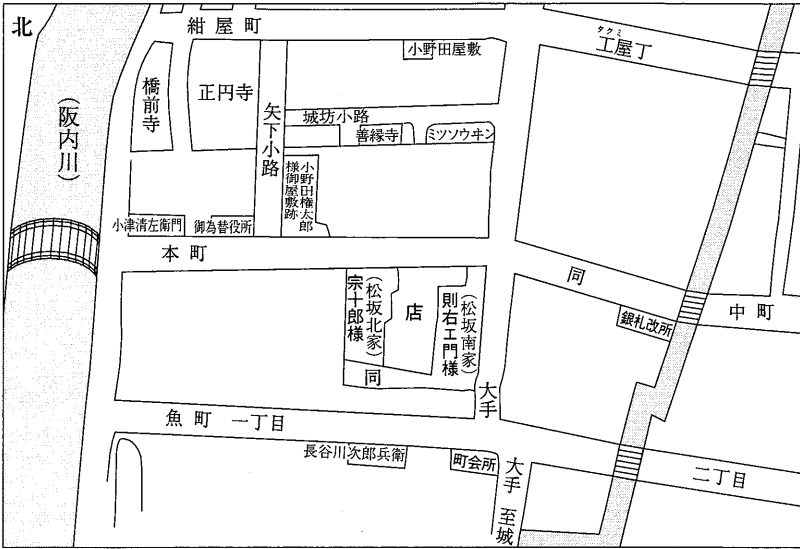 北
紺屋町
タクミ
工屋丁
小野田屋敷
橋前寺
正円寺
矢下小路
城坊小路
善縁寺
ミツソウヰン
(阪内川)
小野田権太郎
様御屋敷跡
小津清左衛門
御為替役所
本町
同
中町
銀札改所
(松坂北家)
宗十郎様
店
(松坂南家)
則右エ門様
同
大手
魚町 一丁目
長谷川次郎兵衛
町会所
大手 至城
二丁目